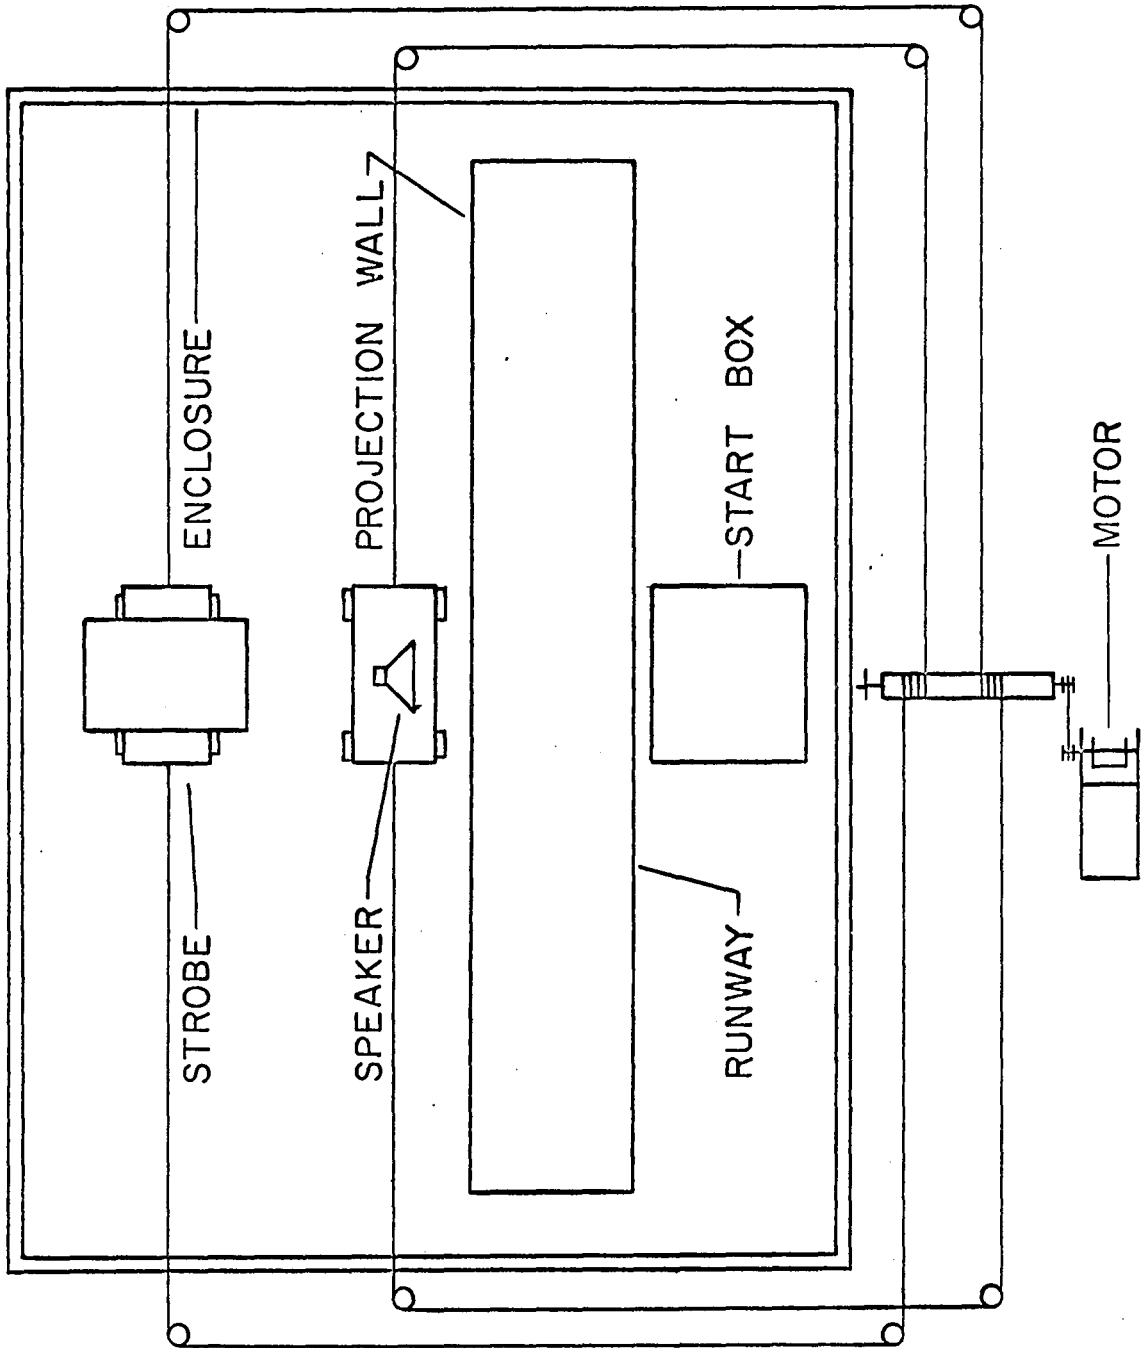 STROBE
ENCLOSURE
SPEAKER
PROJECTION WALL
RUNWAY
START BOX
MOTOR